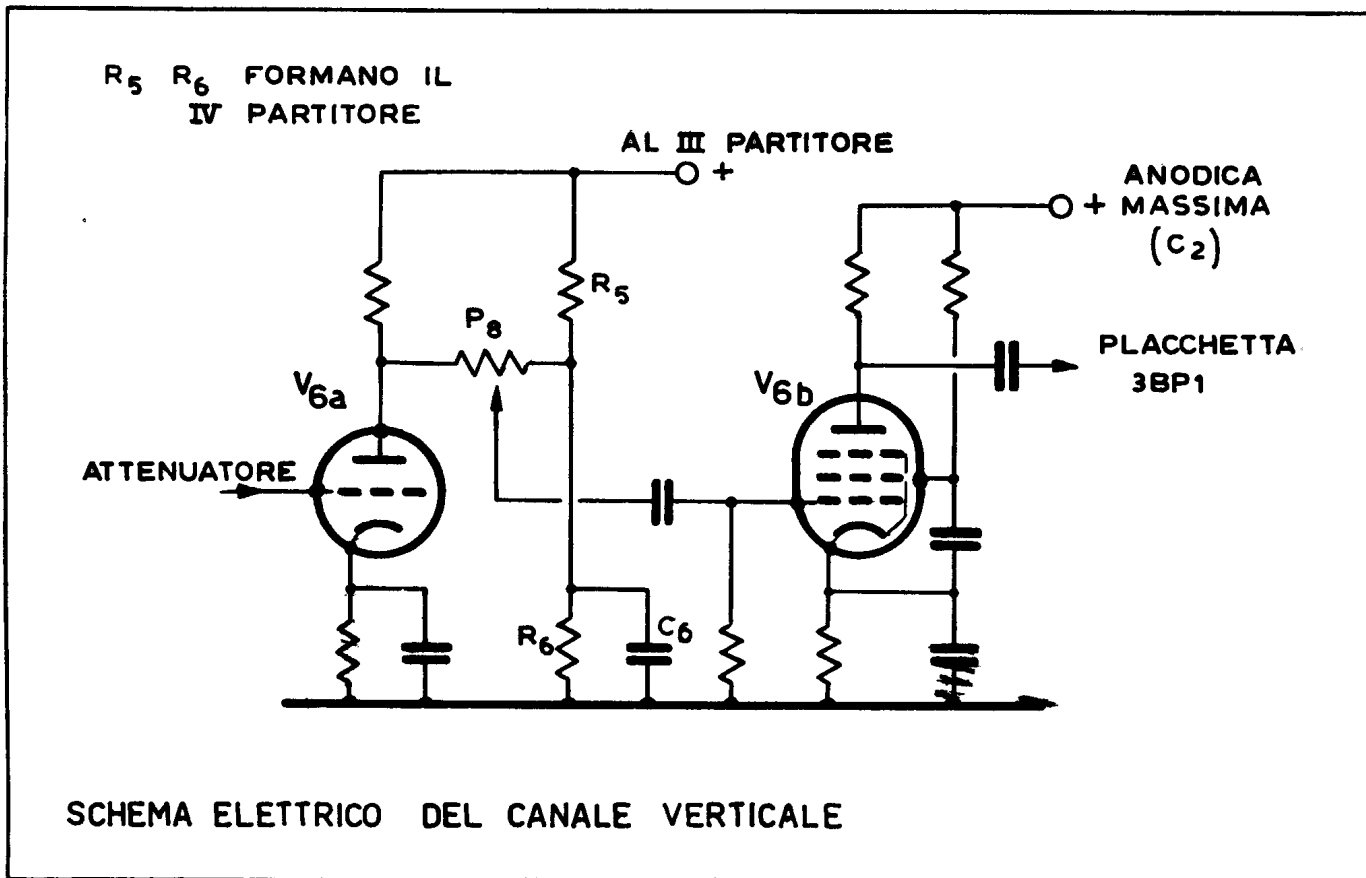 R5 R6 FORMANO IL
IV PARTITORE
AL III PARTITORE
+
ANODICA
+ MASSIMA
(C2)
R5
P8
PLACCHETTA
3BP1
V6a
V6b
ATTENUATORE
R6
C6
SCHEMA ELETTRICO DEL CANALE VERTICALE